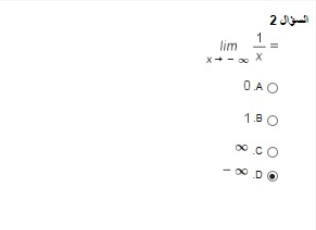 السؤال 2
lim 1/x =
x → - ∞
0 .A
1 .B
∞ .C
- ∞ .D